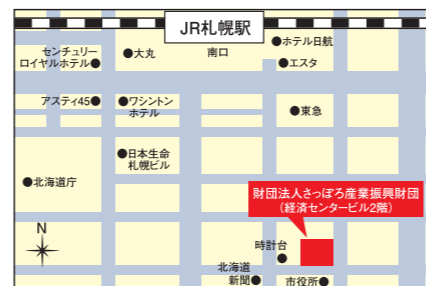 JR札幌駅
南口
●ホテル日航
センチュリー
ロイヤルホテル●
●大丸
●エスタ
アスティ45●
●ワシントン
ホテル
●東急
●日本生命
札幌ビル
●北海道庁
財団法人さっぽろ産業振興財団
(経済センタービル2階)
N
時計台
●
北海道
新聞●
市役所●